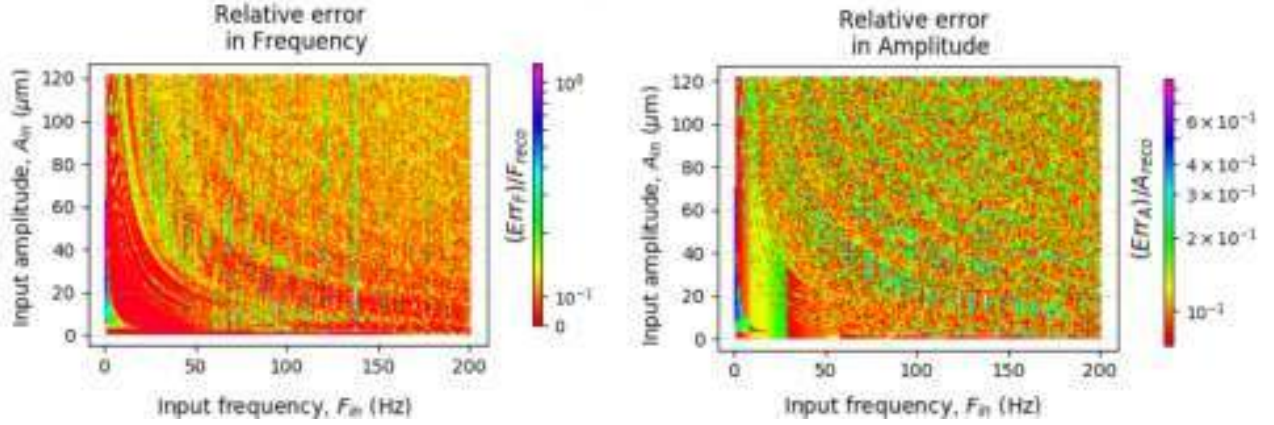 Relative error
in Frequency
120
100
80
60
40
20
0
Input amplitude, A_in (μm)
0
50
100
150
200
Input frequency, F_in (Hz)
10⁰
10⁻¹
0
(Err_F)/F_reco
Relative error
in Amplitude
120
100
80
60
40
20
0
Input amplitude, A_in (μm)
0
50
100
150
200
Input frequency, F_in (Hz)
6 × 10⁻¹
4 × 10⁻¹
3 × 10⁻¹
2 × 10⁻¹
10⁻¹
(Err_A)/A_reco